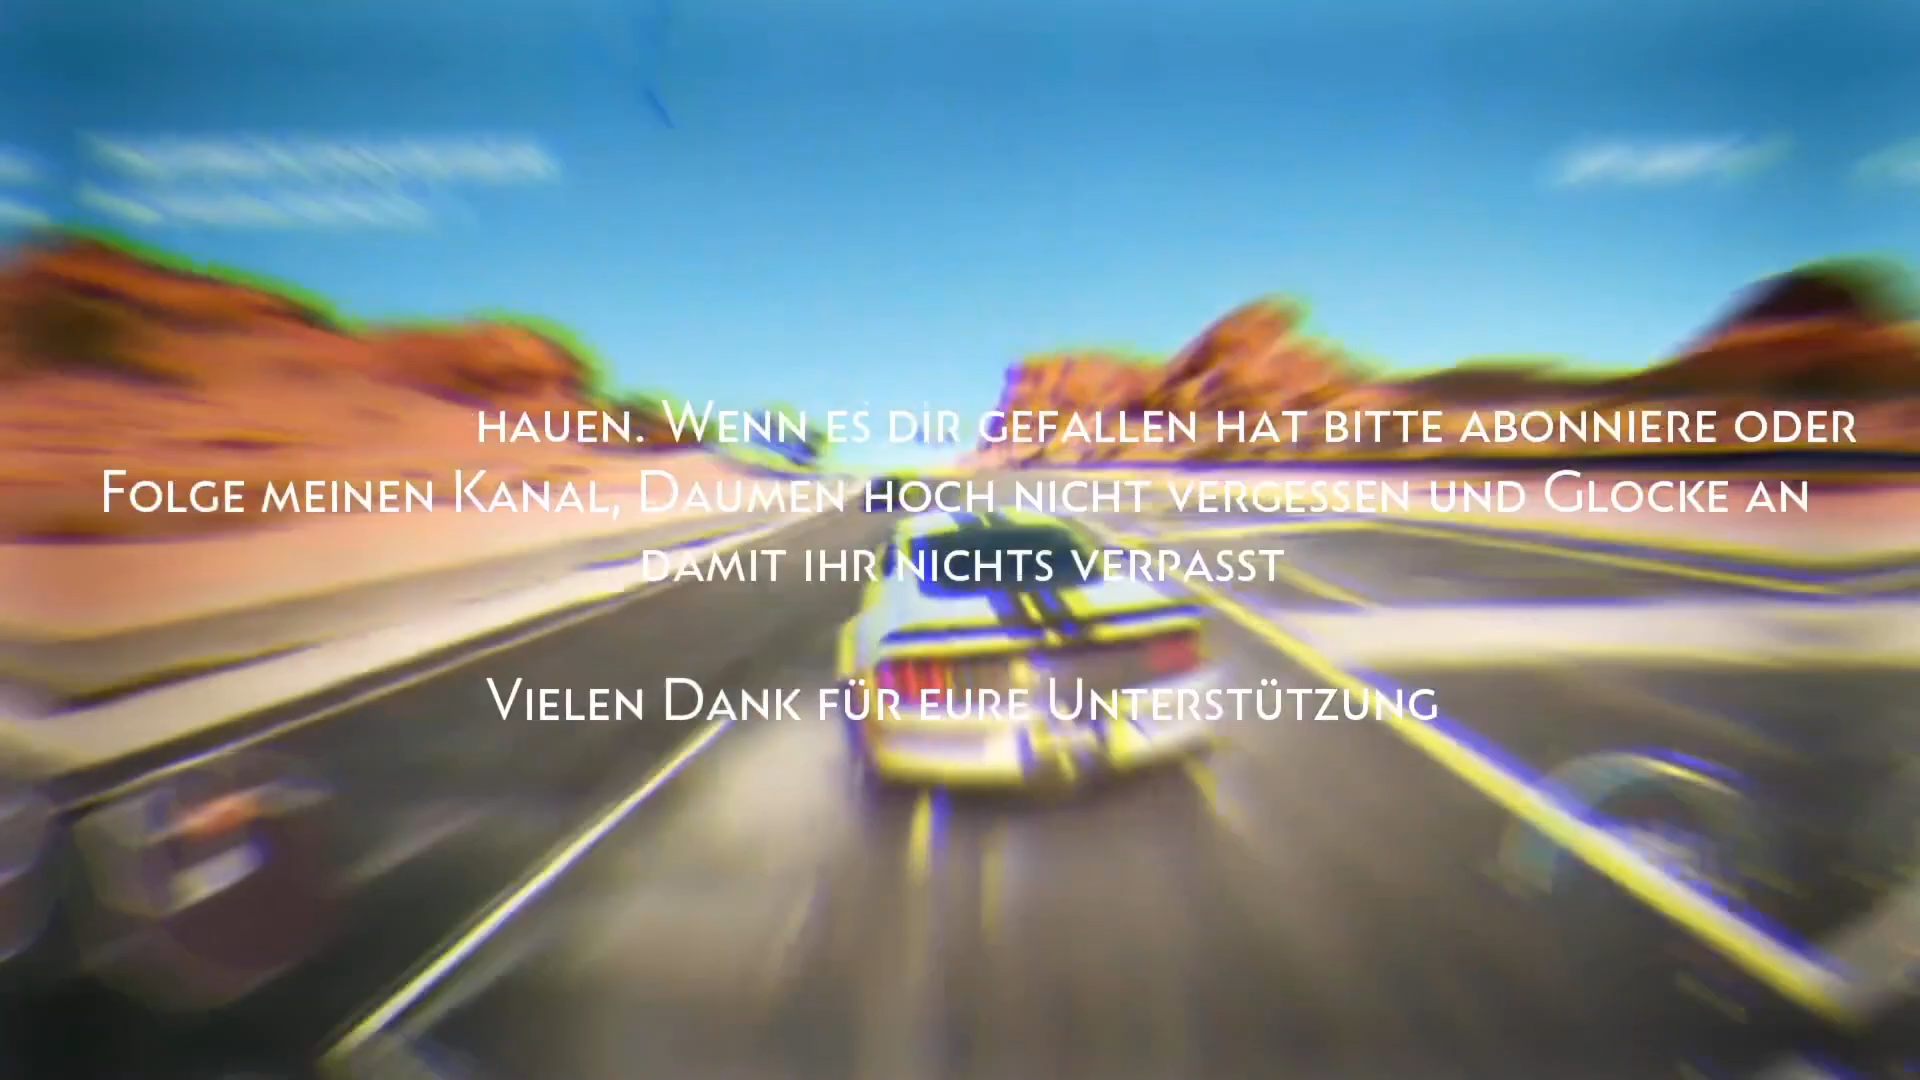 hauen. Wenn es dir gefallen hat bitte abonniere oder
Folge meinen Kanal, Daumen hoch nicht vergessen und Glocke an
damit ihr nichts verpasst
Vielen Dank für eure Unterstützung